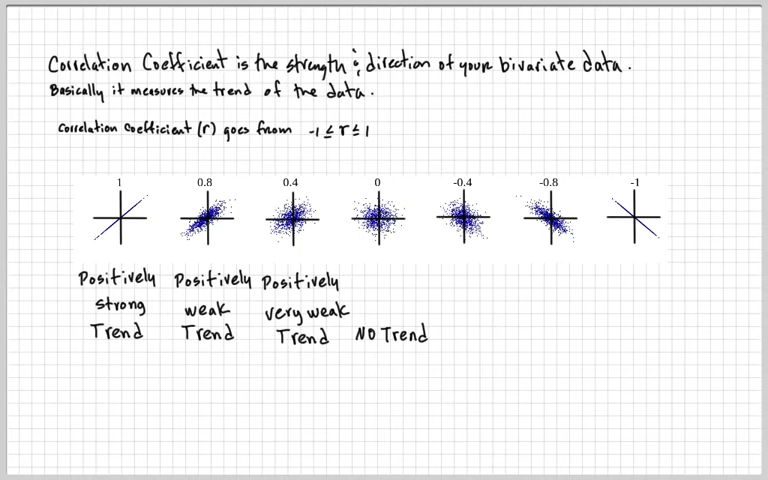 Correlation Coefficient is the strength & direction of your bivariate data.
Basically it measures the trend of the data.
Correlation Coefficient (r) goes from -1 ≤ r ≤ 1
1 0.8 0.4 0 -0.4 -0.8 -1
Positively Positively Positively
strong weak very weak
Trend Trend Trend NO Trend